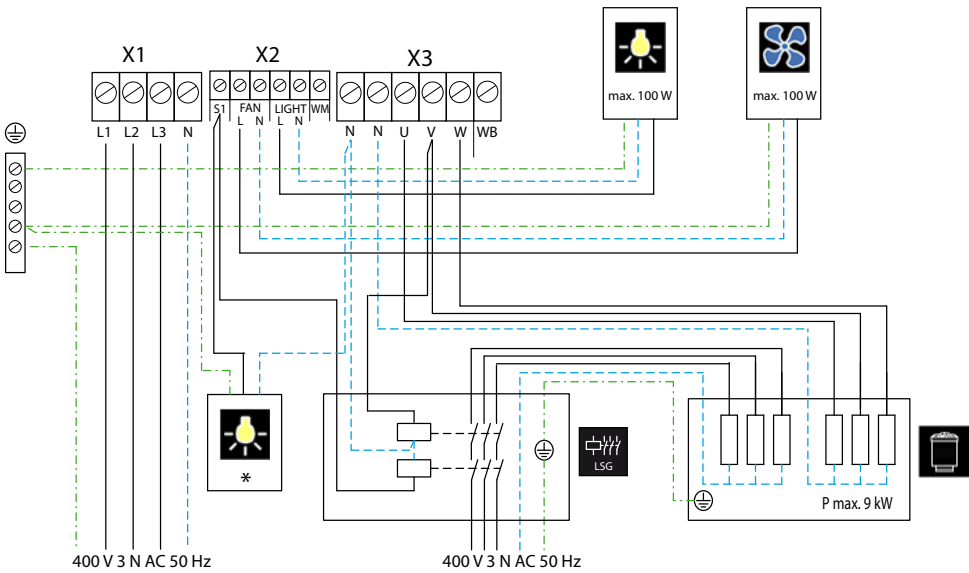 X1 X2 X3
max. 100 W max. 100 W
S1 FAN LIGHT WM
L N L N
L1 L2 L3 N
N N U V W WB
LSG
*
P max. 9 kW
400 V 3 N AC 50 Hz 400 V 3 N AC 50 Hz